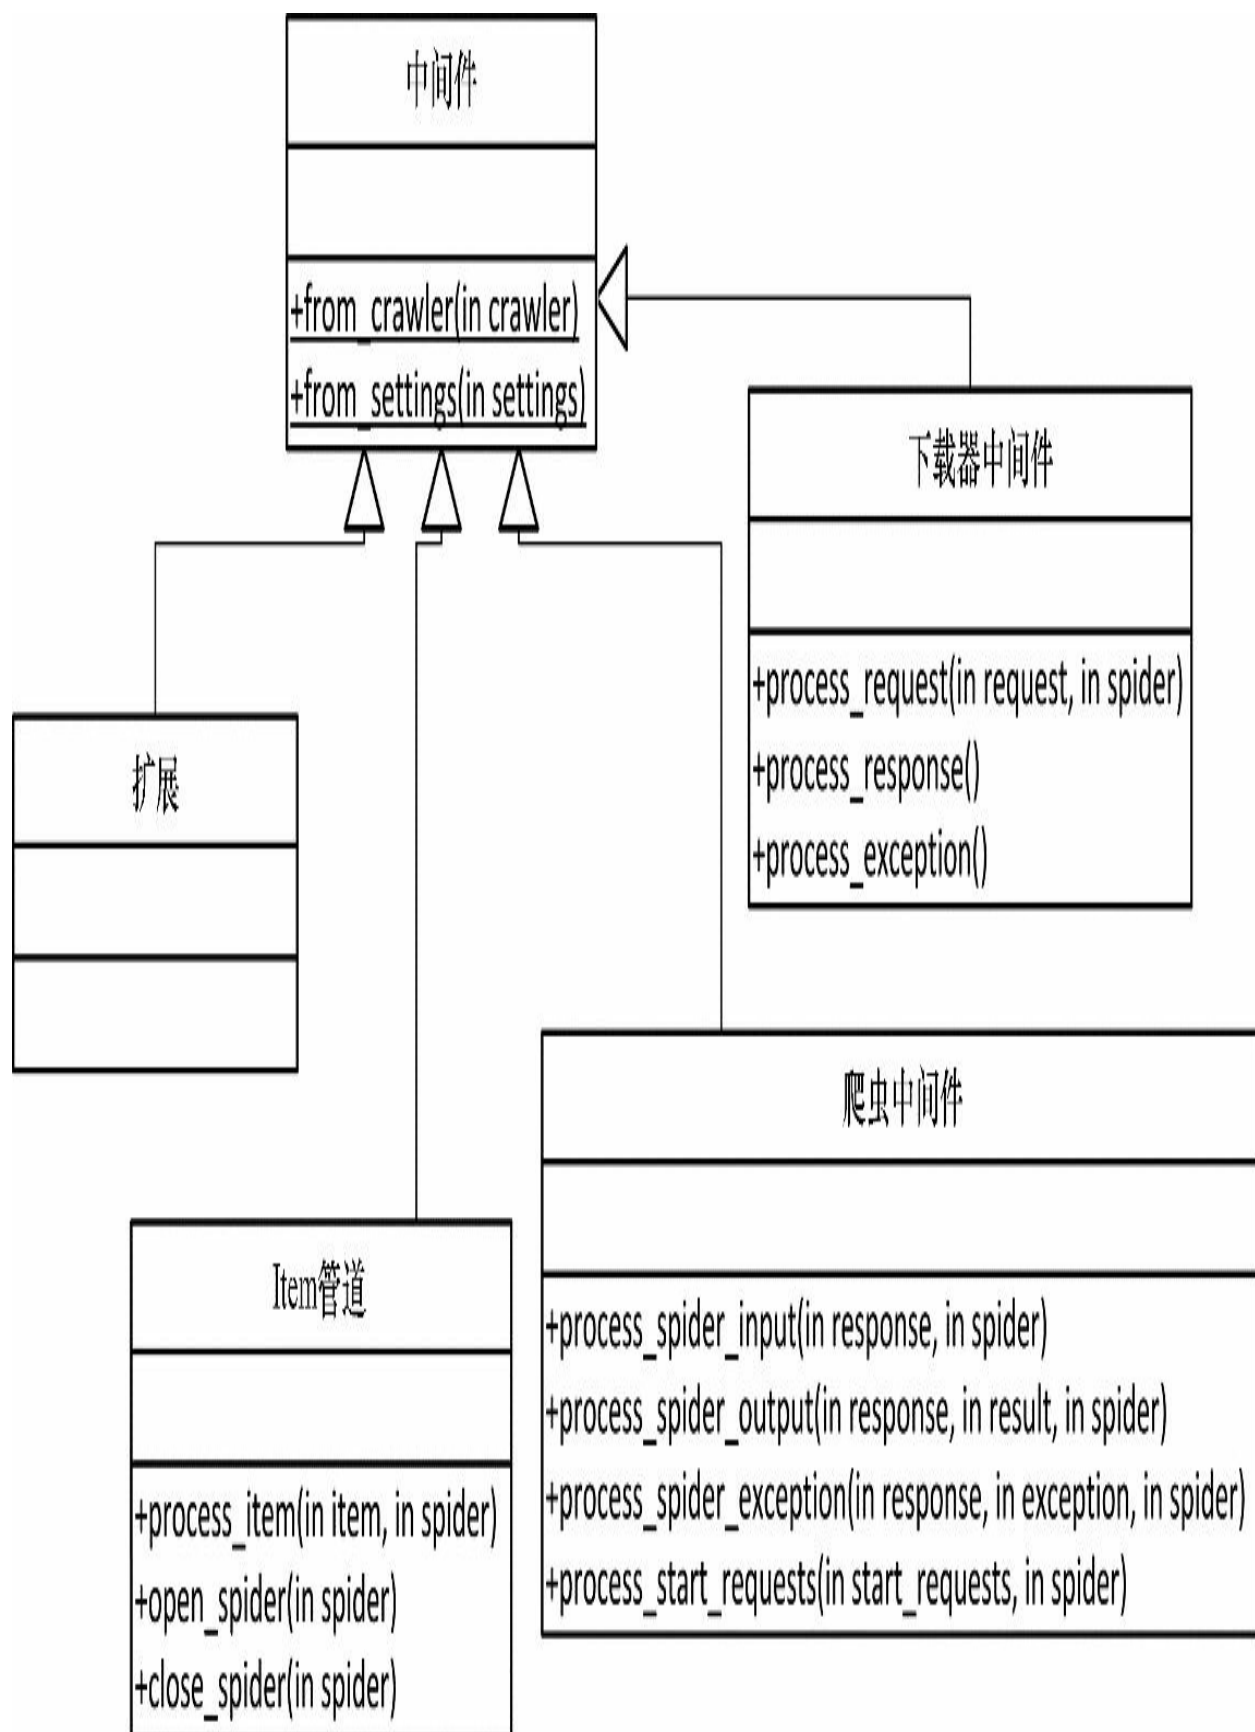 中间件
+from_crawler(in crawler)
+from_settings(in settings)
下载器中间件
+process_request(in request, in spider)
+process_response()
+process_exception()
扩展
爬虫中间件
+process_spider_input(in response, in spider)
+process_spider_output(in response, in result, in spider)
+process_spider_exception(in response, in exception, in spider)
+process_start_requests(in start_requests, in spider)
Item管道
+process_item(in item, in spider)
+open_spider(in spider)
+close_spider(in spider)